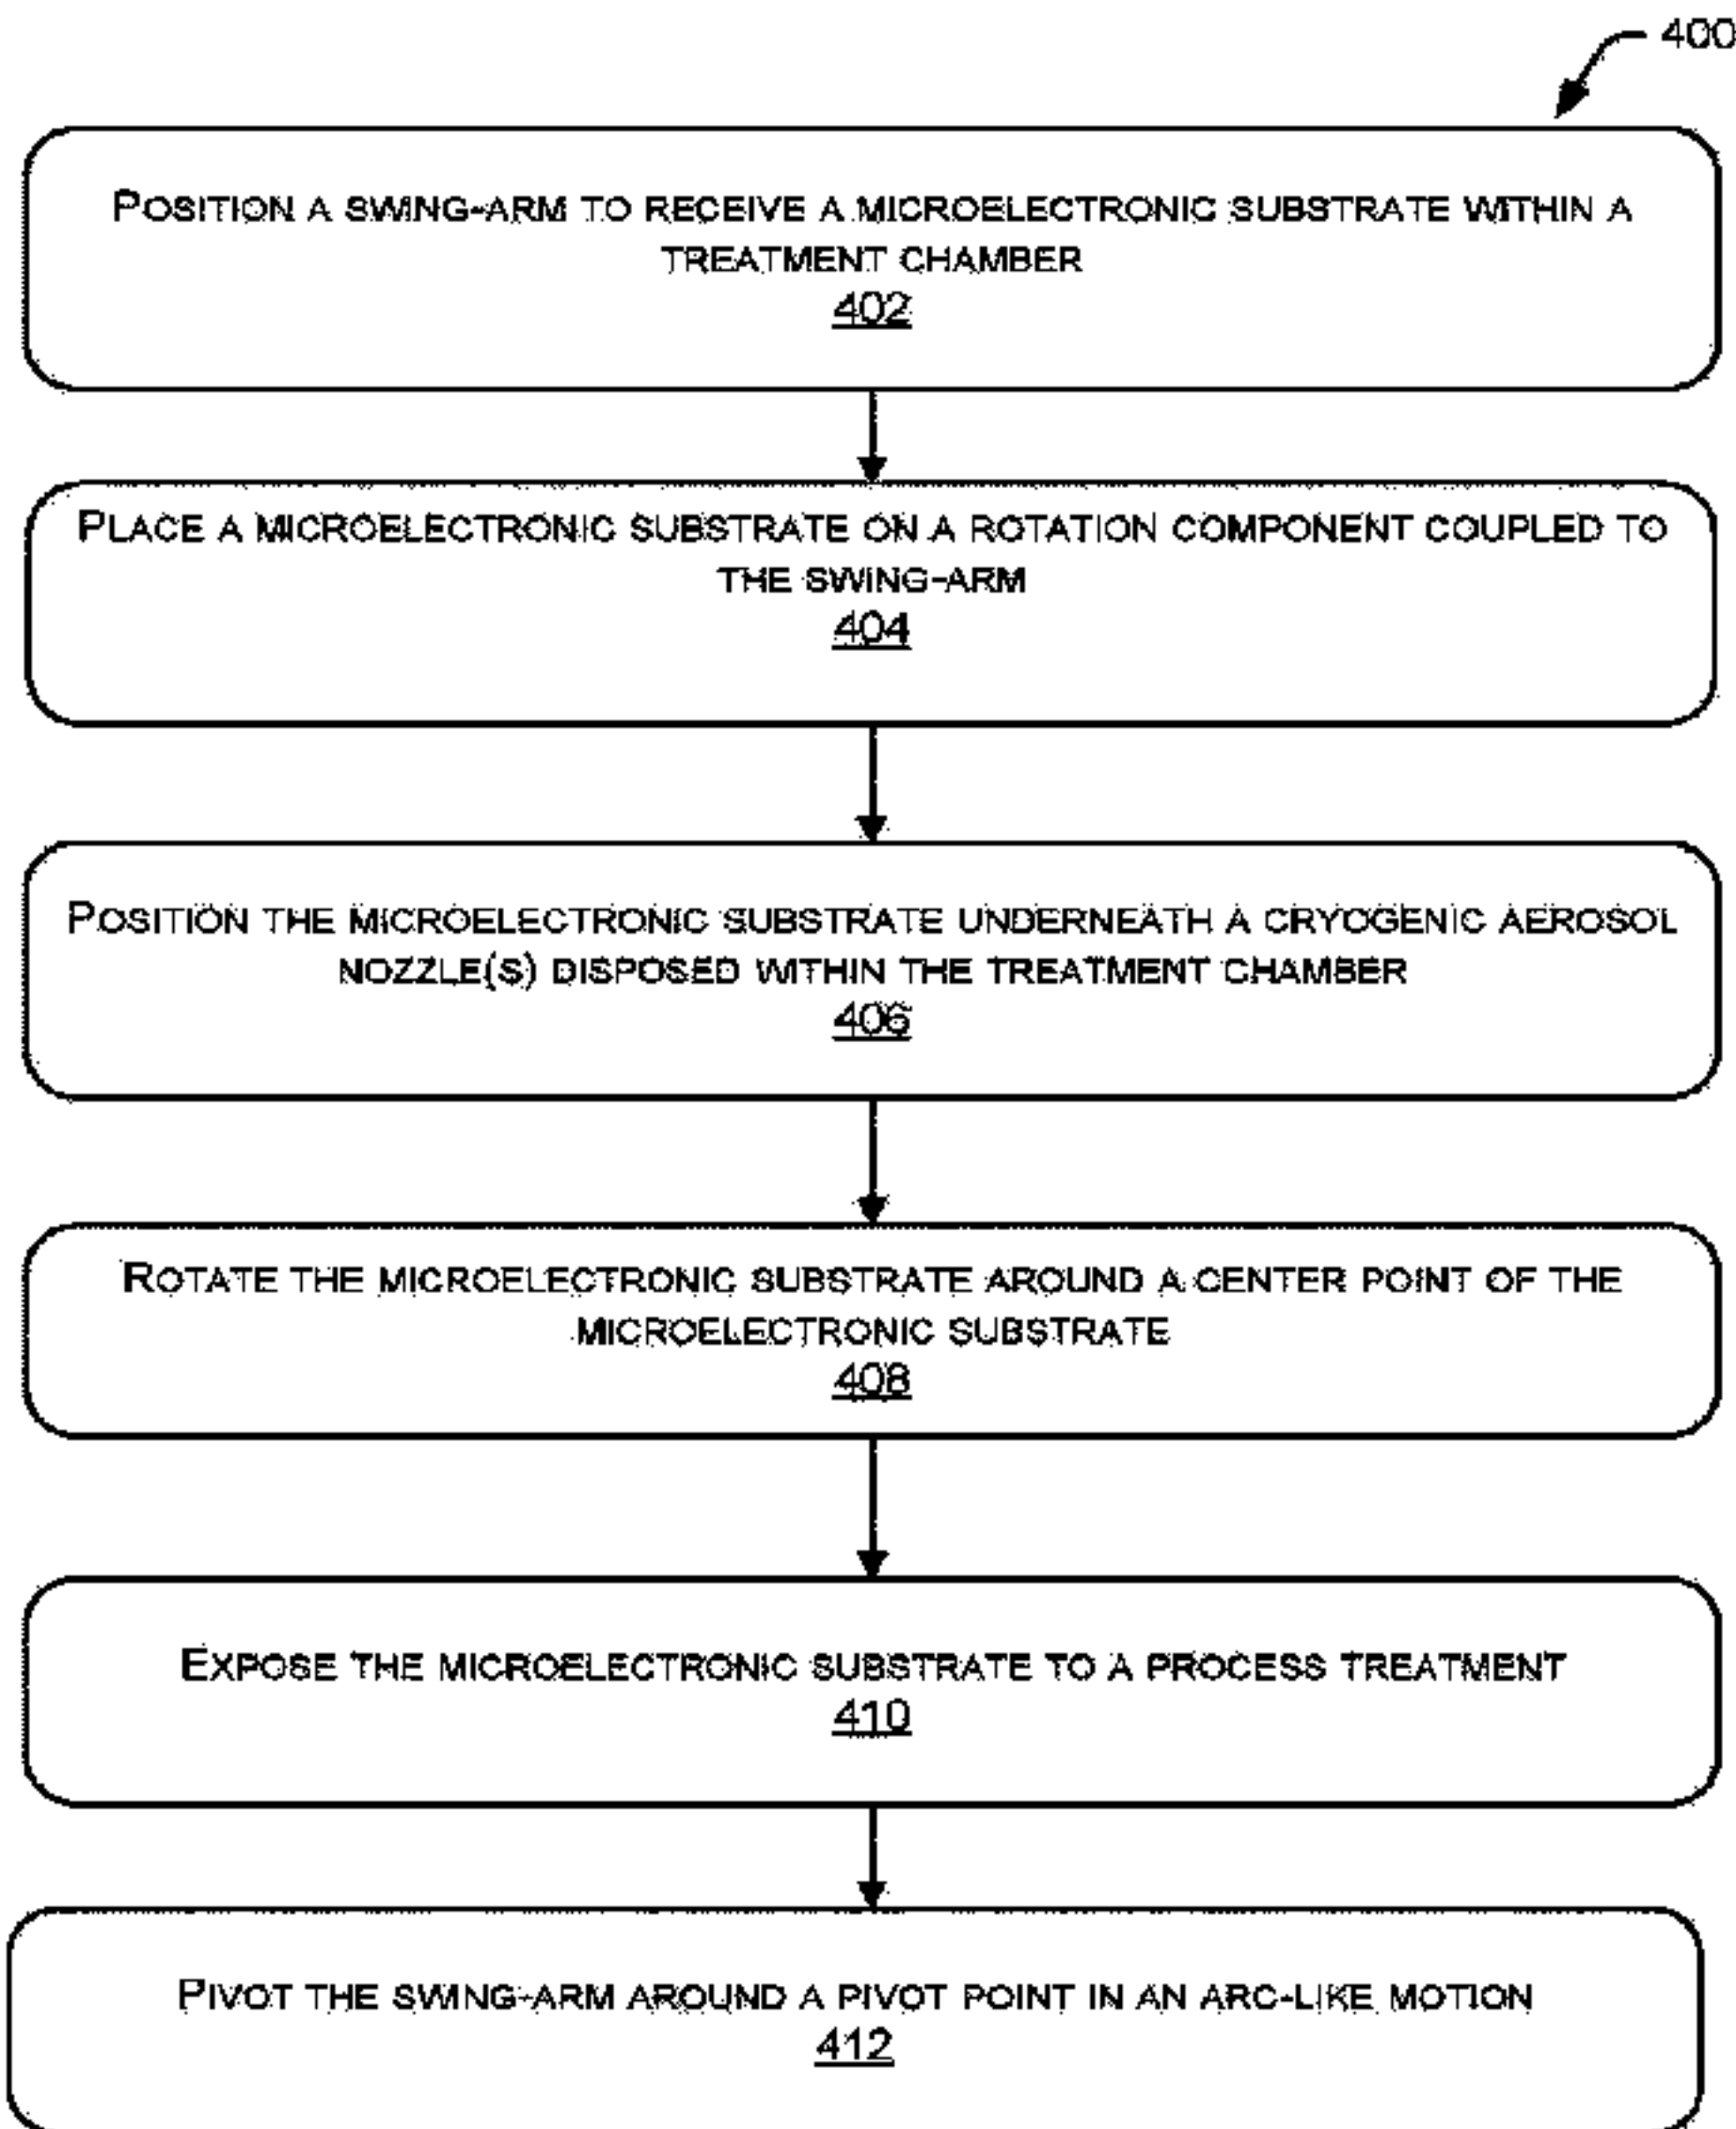 400
POSITION A SWING-ARM TO RECEIVE A MICROELECTRONIC SUBSTRATE WITHIN A
TREATMENT CHAMBER
402
PLACE A MICROELECTRONIC SUBSTRATE ON A ROTATION COMPONENT COUPLED TO
THE SWING-ARM
404
POSITION THE MICROELECTRONIC SUBSTRATE UNDERNEATH A CRYOGENIC AEROSOL
NOZZLE(S) DISPOSED WITHIN THE TREATMENT CHAMBER
406
ROTATE THE MICROELECTRONIC SUBSTRATE AROUND A CENTER POINT OF THE
MICROELECTRONIC SUBSTRATE
408
EXPOSE THE MICROELECTRONIC SUBSTRATE TO A PROCESS TREATMENT
410
PIVOT THE SWING-ARM AROUND A PIVOT POINT IN AN ARC-LIKE MOTION
412